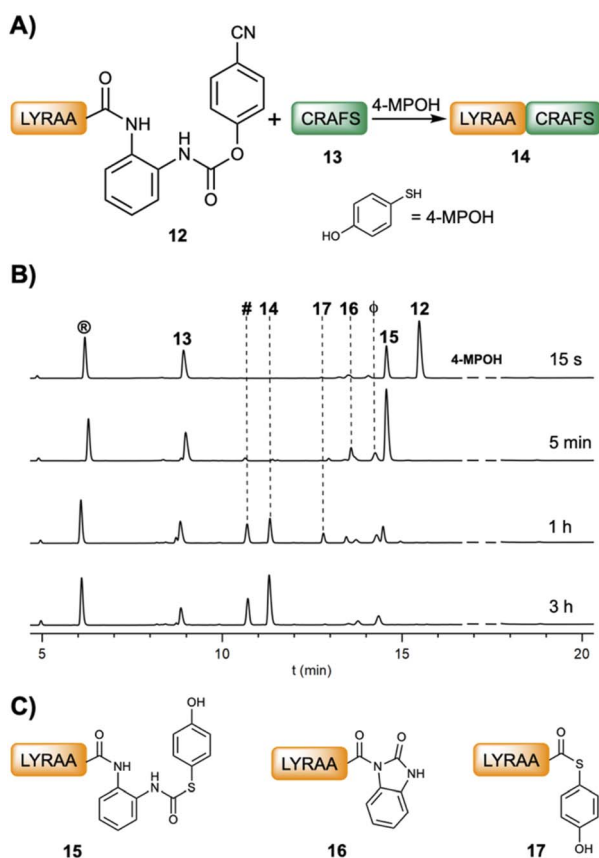 A)
CN
O
LYRAA
NH
NH
O
O
12
+
CRAFS
13
4-MPOH
LYRAA
CRAFS
14
SH
HO
= 4-MPOH
B)
®
13
#
14
17
16
ϕ
15
12
4-MPOH
15 s
5 min
1 h
3 h
5
10
15
20
t (min)
C)
OH
O
LYRAA
NH
NH
S
O
15
O
O
LYRAA
N
NH
16
O
LYRAA
S
OH
17